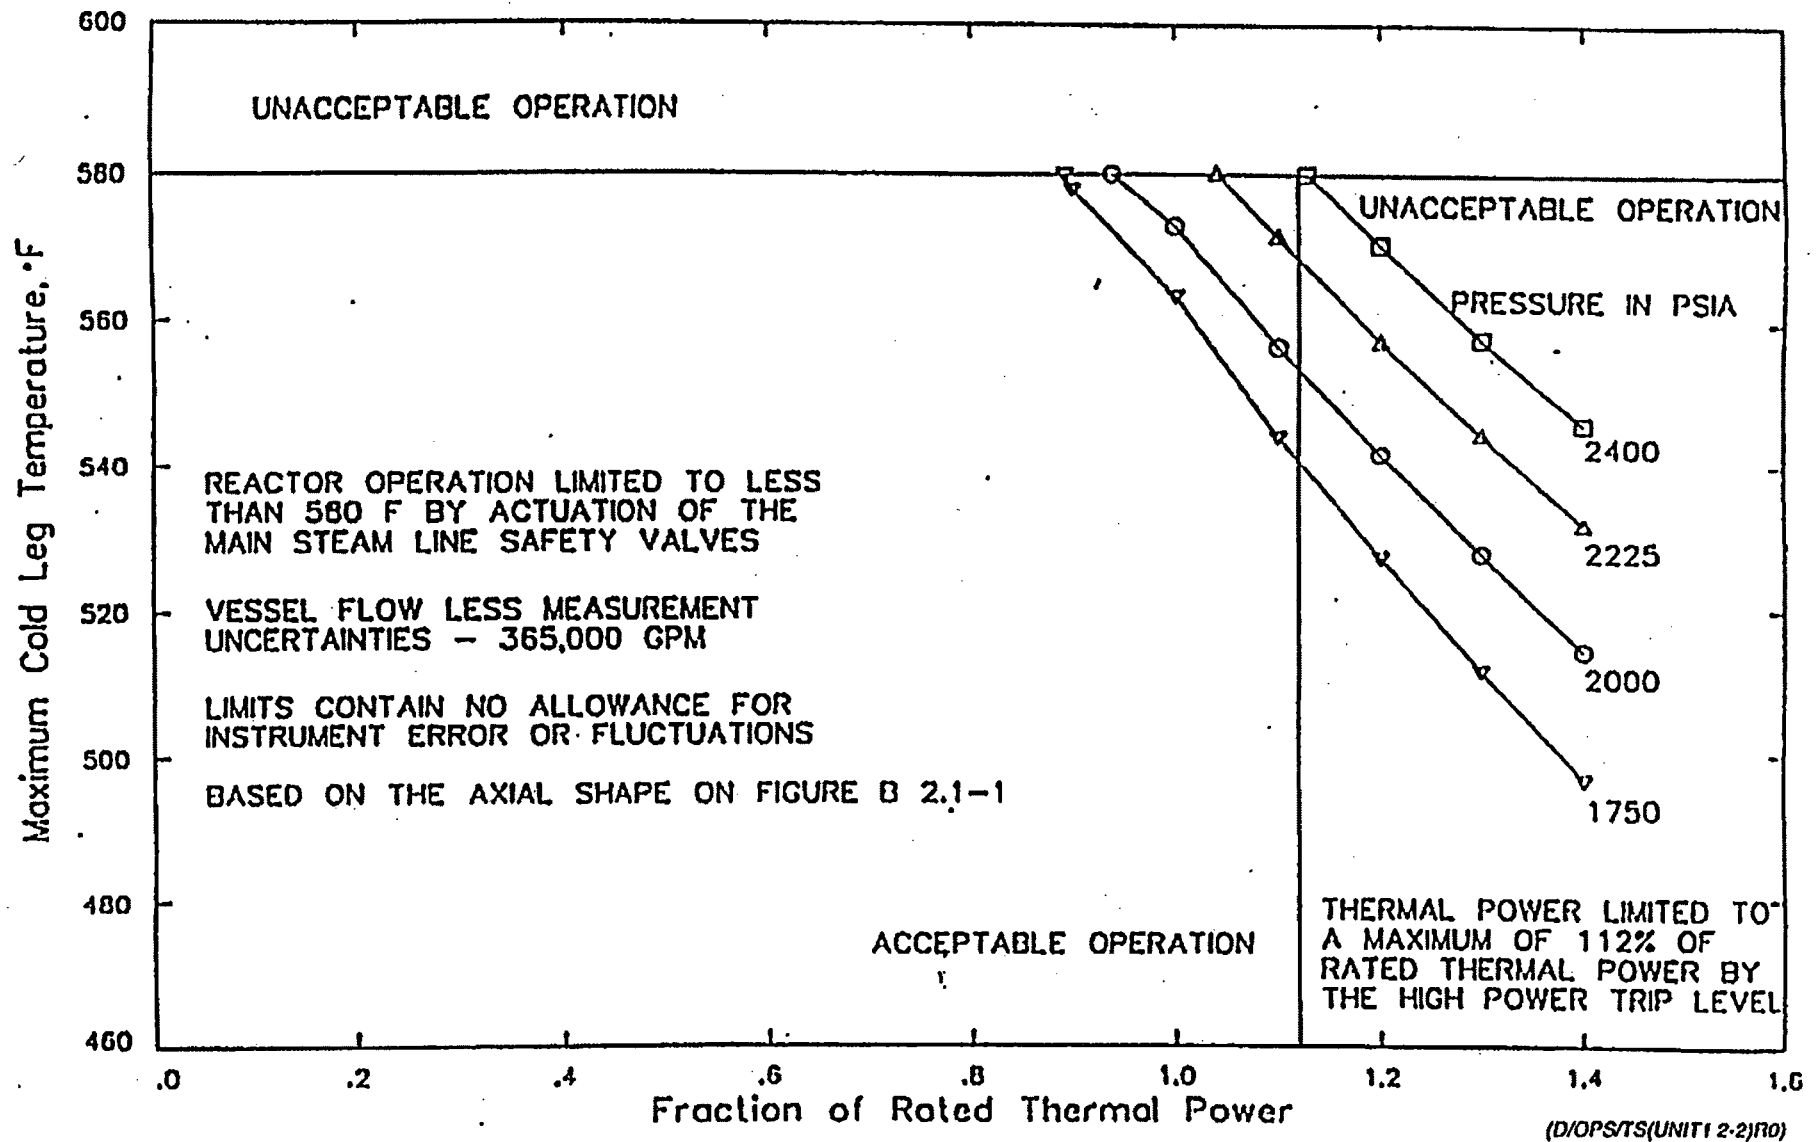 600
UNACCEPTABLE OPERATION
580
UNACCEPTABLE OPERATION
PRESSURE IN PSIA
560
540
2400
REACTOR OPERATION LIMITED TO LESS
THAN 580 F BY ACTUATION OF THE
MAIN STEAM LINE SAFETY VALVES
2225
520
VESSEL FLOW LESS MEASUREMENT
UNCERTAINTIES – 365,000 GPM
2000
LIMITS CONTAIN NO ALLOWANCE FOR
INSTRUMENT ERROR OR FLUCTUATIONS
500
BASED ON THE AXIAL SHAPE ON FIGURE B 2.1–1
1750
480
ACCEPTABLE OPERATION
THERMAL POWER LIMITED TO
A MAXIMUM OF 112% OF
RATED THERMAL POWER BY
THE HIGH POWER TRIP LEVEL
460
Maximum Cold Leg Temperature, °F
.0 .2 .4 .6 .8 1.0 1.2 1.4 1.6
Fraction of Rated Thermal Power
(D/OPS/TS(UNIT1 2-2)R0)